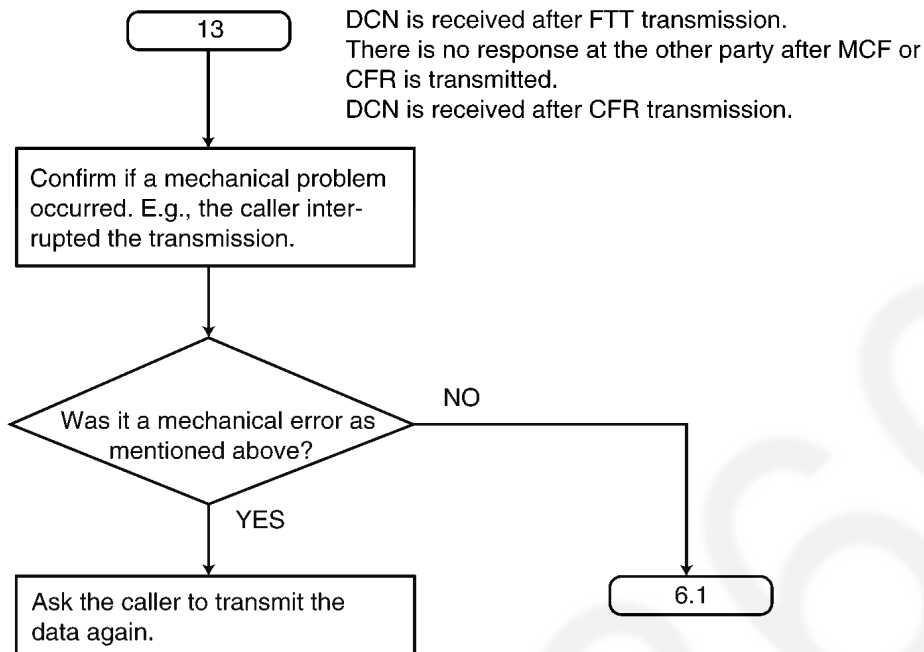 13
DCN is received after FTT transmission.
There is no response at the other party after MCF or
CFR is transmitted.
DCN is received after CFR transmission.
Confirm if a mechanical problem
occurred. E.g., the caller inter-
rupted the transmission.
Was it a mechanical error as
mentioned above?
NO
YES
Ask the caller to transmit the
data again.
6.1